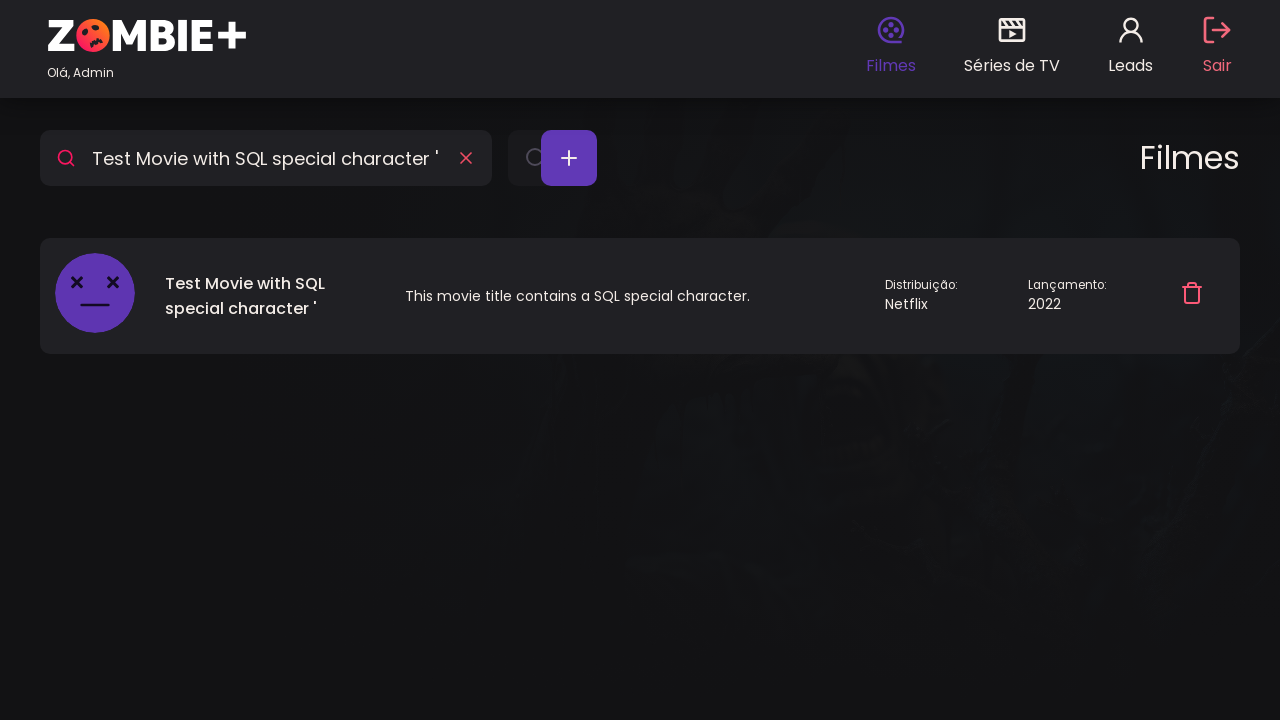 ZOMBIE+
Olá, Admin
Filmes
Séries de TV
Leads
Sair
Test Movie with SQL special character '
Filmes
Test Movie with SQL
special character '
This movie title contains a SQL special character.
Distribuição:
Netflix
Lançamento:
2022